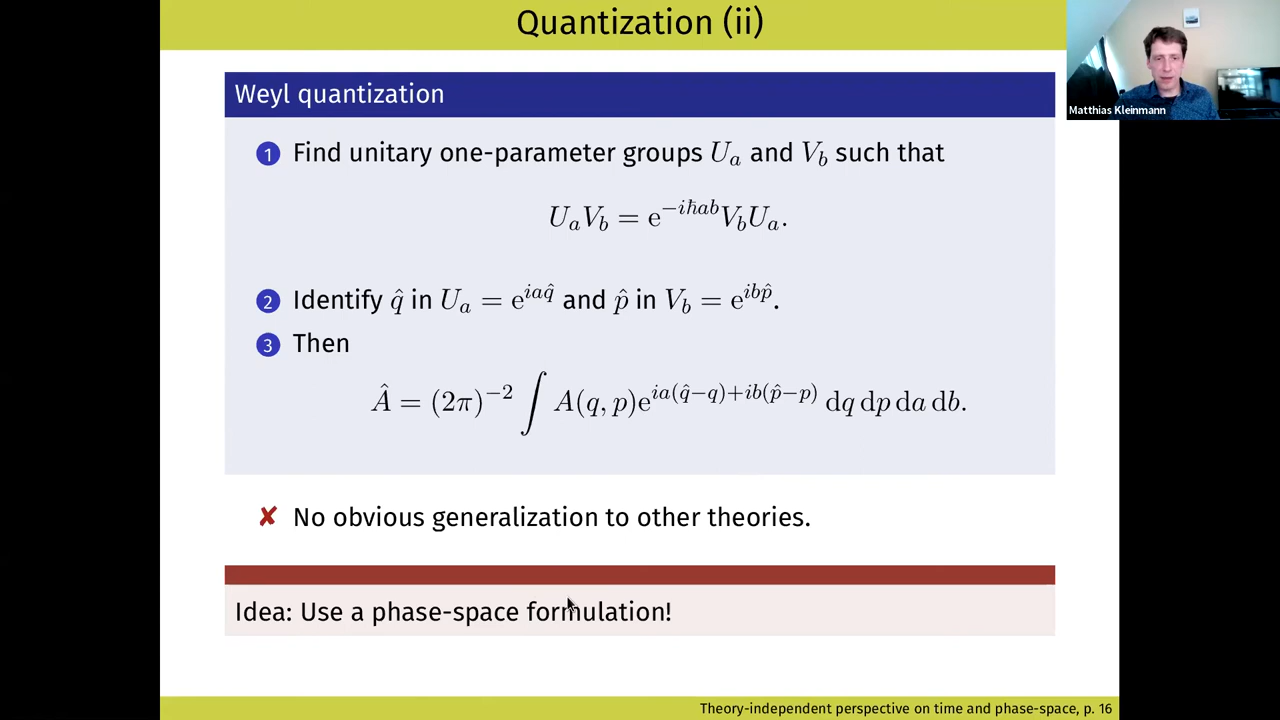 Quantization (ii)
Matthias Kleinmann
Weyl quantization
1 Find unitary one-parameter groups U_a and V_b such that
U_a V_b = e^{-iħab} V_b U_a.
2 Identify q̂ in U_a = e^{iaq̂} and p̂ in V_b = e^{ibp̂}.
3 Then
Â = (2π)^{-2} ∫ A(q, p)e^{ia(q̂−q)+ib(p̂−p)} dq dp da db.
✘ No obvious generalization to other theories.
Idea: Use a phase-space formulation!
Theory-independent perspective on time and phase-space, p. 16